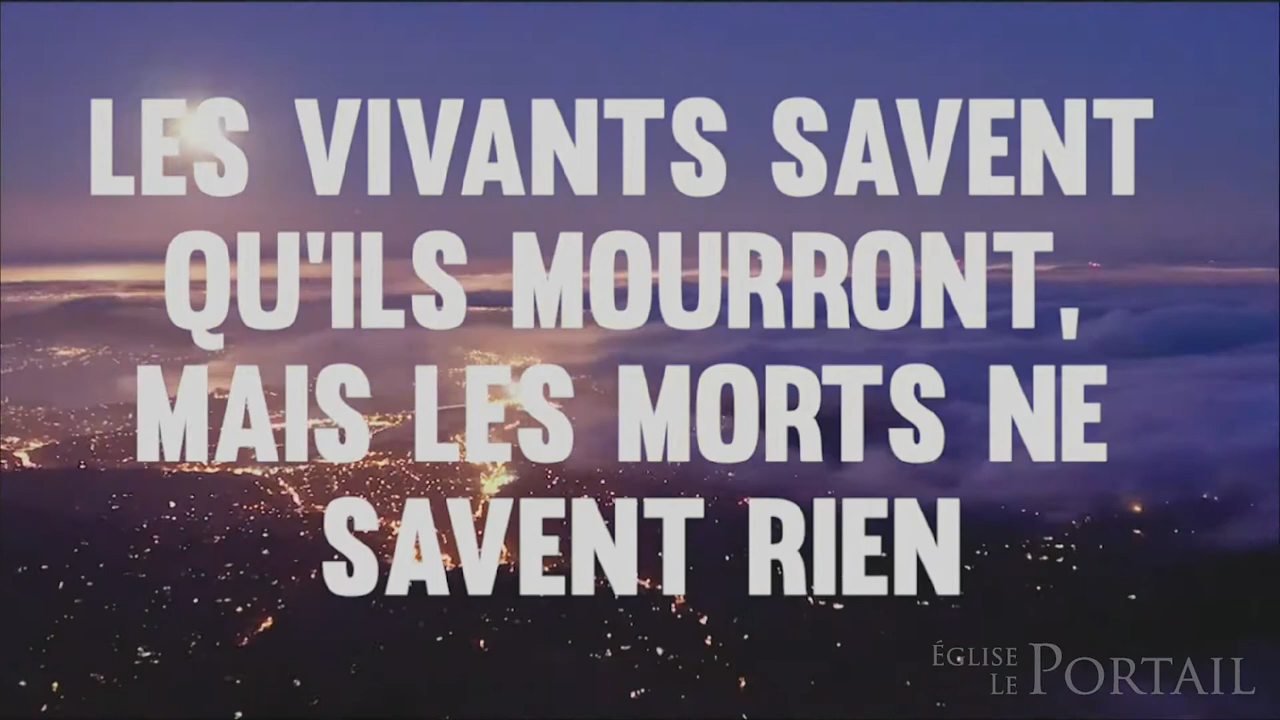 LES VIVANTS SAVENT
QU'ILS MOURRONT,
MAIS LES MORTS NE
SAVENT RIEN
ÉGLISE
LE PORTAIL